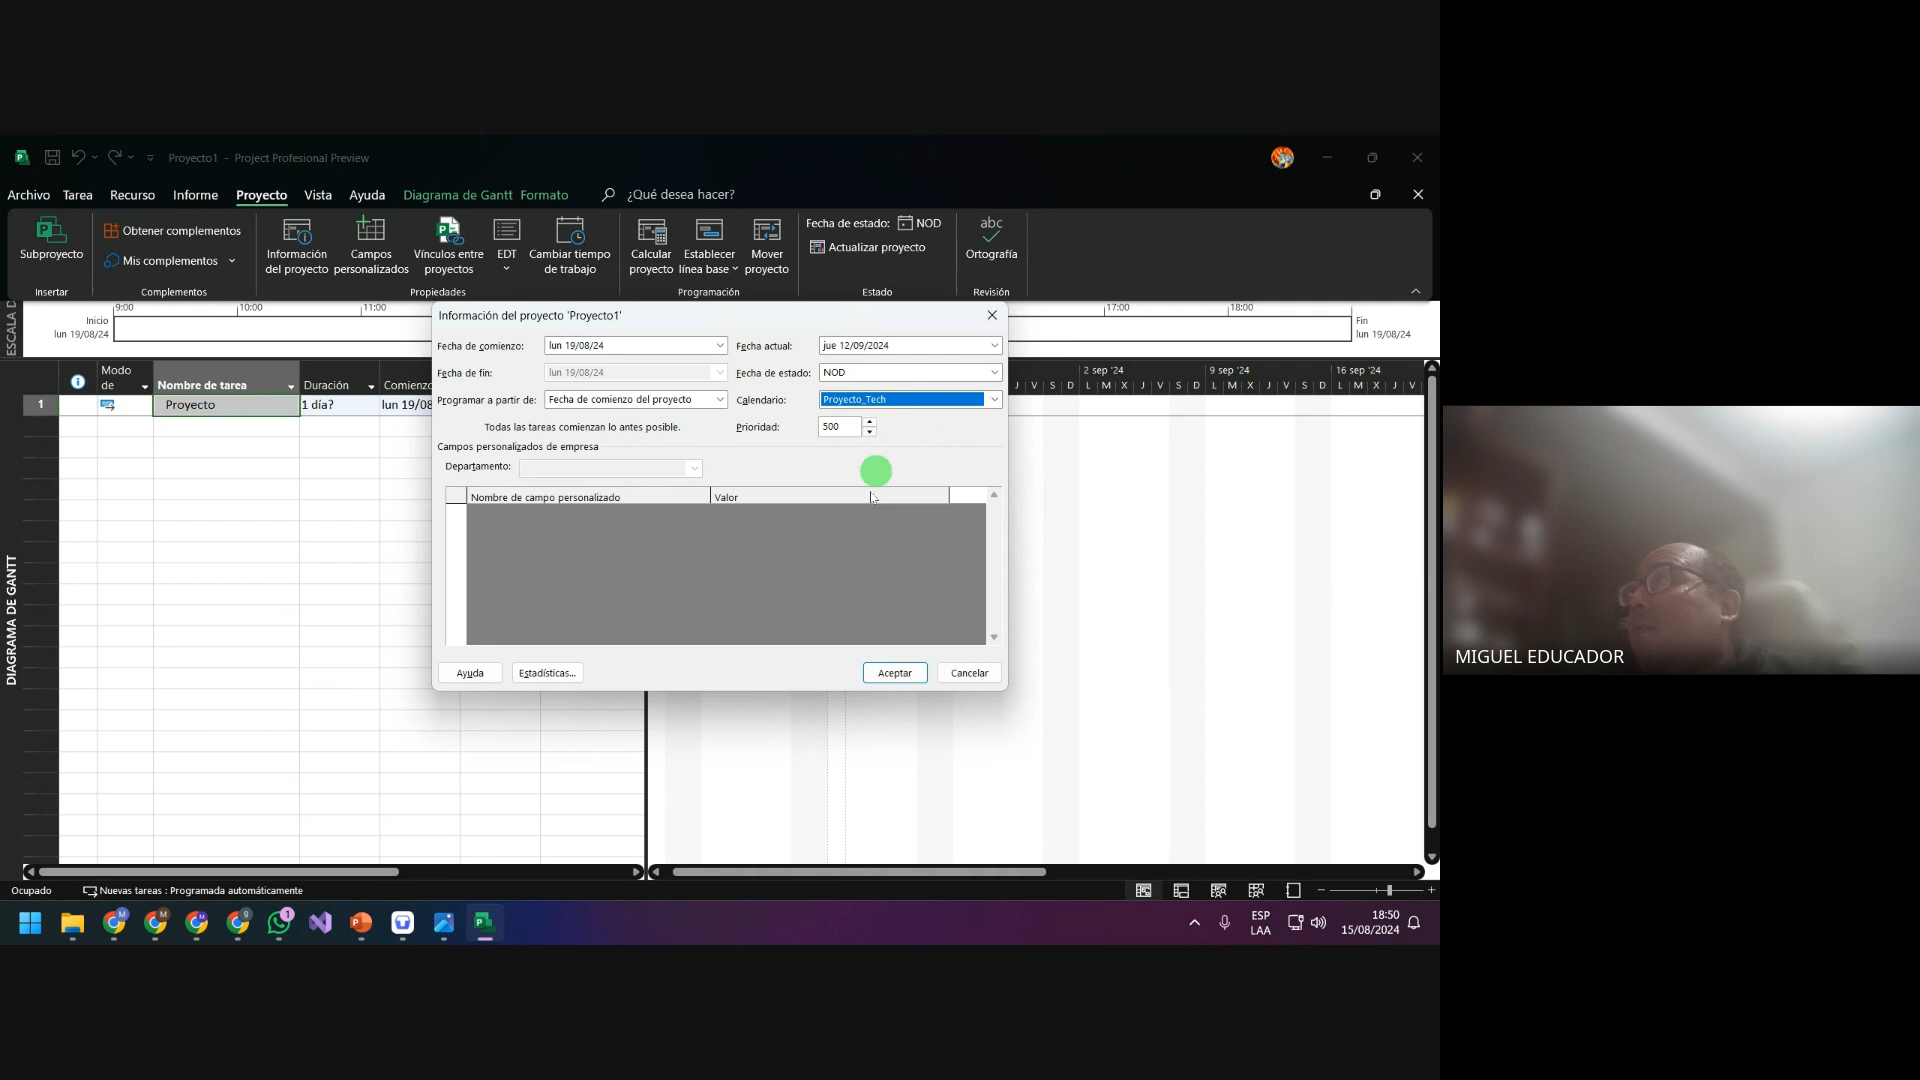 Proyecto1 - Project Profesional Preview
Archivo Tarea Recurso Informe Proyecto Vista Ayuda Diagrama de Gantt Formato ¿Qué desea hacer?
Subproyecto
Insertar
Obtener complementos
Mis complementos
Complementos
Información del proyecto
Campos personalizados
Vínculos entre proyectos
EDT
Cambiar tiempo de trabajo
Propiedades
Calcular proyecto
Establecer línea base
Mover proyecto
Programación
Fecha de estado: NOD
Actualizar proyecto
Estado
abc
Ortografía
Revisión
9:00 10:00 11:00 17:00 18:00
Inicio
lun 19/08/24
Fin
lun 19/08/24
Modo de
Nombre de tarea
Duración
Comienzo
1 Proyecto 1 día? lun 19/08
2 sep '24 9 sep '24 16 sep '24
J V S D L M X J V S D L M X J V S D L M X J V
DIAGRAMA DE GANTT
Información del proyecto 'Proyecto1'
Fecha de comienzo: lun 19/08/24
Fecha actual: jue 12/09/2024
Fecha de fin: lun 19/08/24
Fecha de estado: NOD
Programar a partir de: Fecha de comienzo del proyecto
Calendario: Proyecto_Tech
Todas las tareas comienzan lo antes posible.
Prioridad: 500
Campos personalizados de empresa
Departamento:
Nombre de campo personalizado Valor
Ayuda Estadísticas... Aceptar Cancelar
Ocupado Nuevas tareas : Programada automáticamente
ESP
LAA
18:50
15/08/2024
MIGUEL EDUCADOR